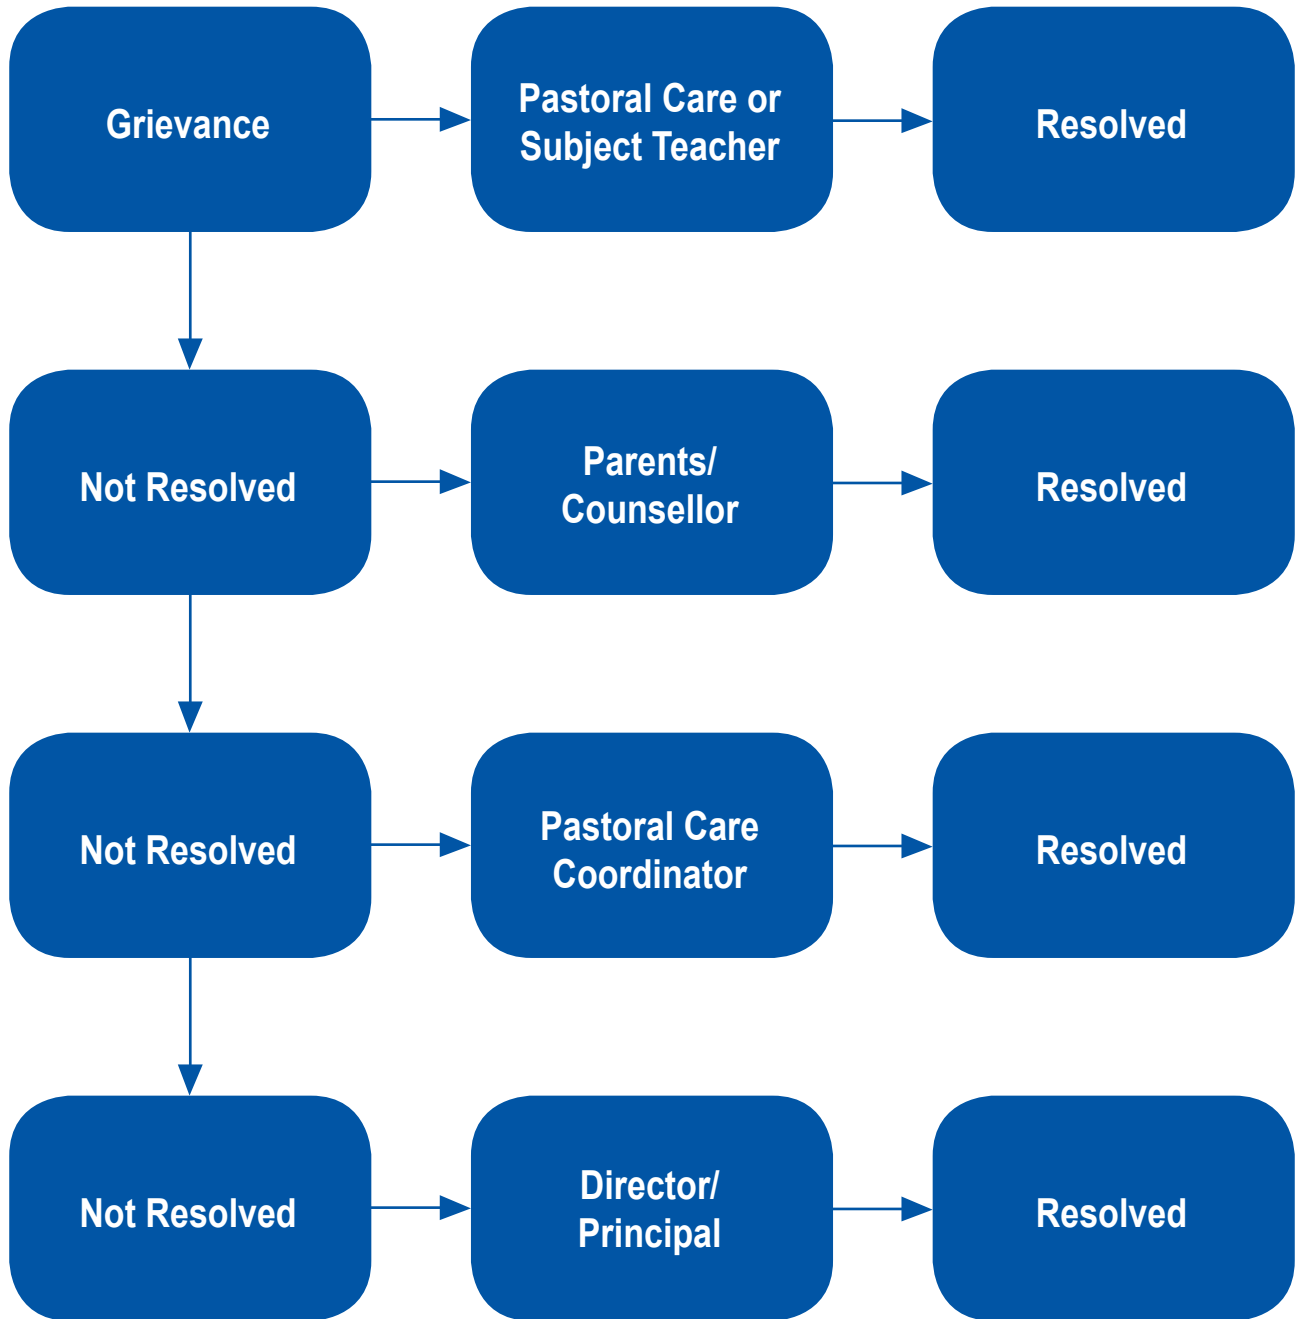 Grievance
Pastoral Care or
Subject Teacher
Resolved
Not Resolved
Parents/
Counsellor
Resolved
Not Resolved
Pastoral Care
Coordinator
Resolved
Not Resolved
Director/
Principal
Resolved